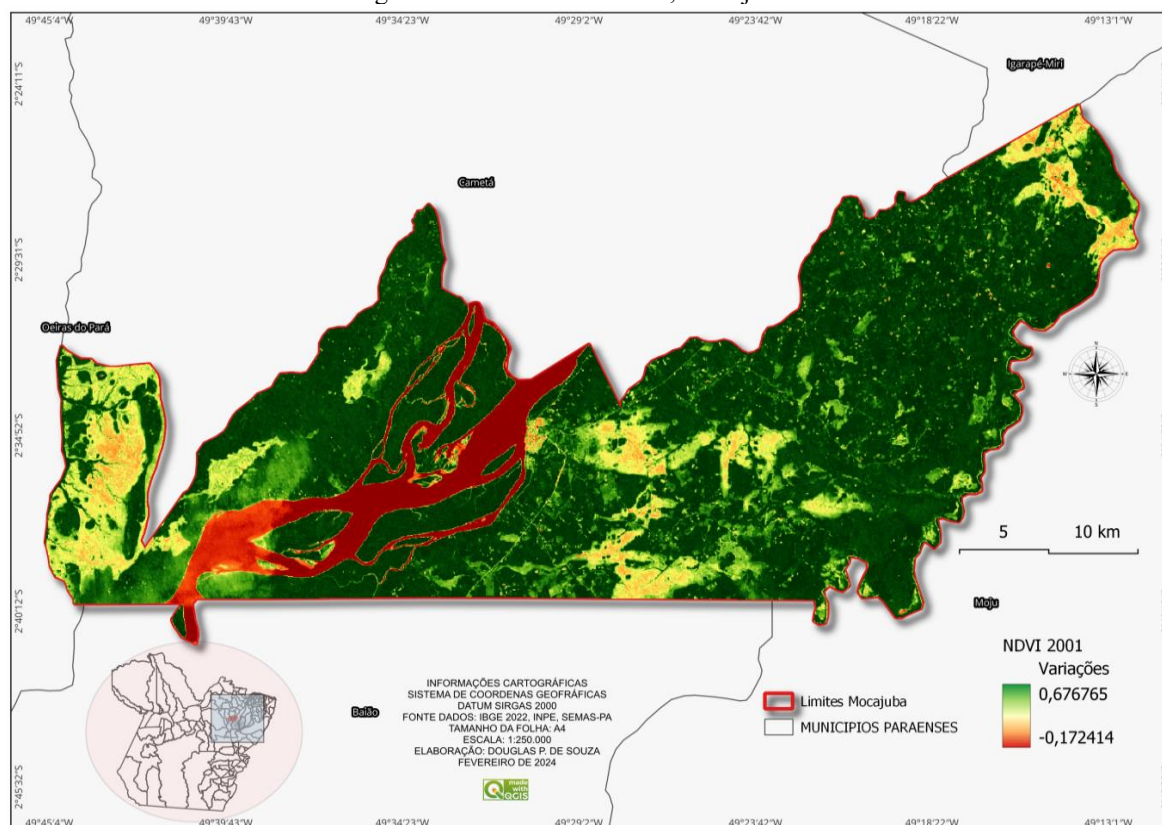 49°45'4"W 49°39'43"W 49°34'23"W 49°29'2"W 49°23'42"W 49°18'22"W 49°13'1"W
2°24'11"S
Igarapé-Miri
Cametá
2°29'31"S
Oeiras do Pará
N
W E
S
2°34'52"S
5 10 km
2°40'12"S
Moju
NDVI 2001
Variações
0,676765
-0,172414
INFORMAÇÕES CARTOGRÁFICAS
SISTEMA DE COORDENAS GEOFRÁFICAS
DATUM SIRGAS 2000
FONTE DADOS: IBGE 2022, INPE, SEMAS-PA
TAMANHO DA FOLHA: A4
ESCALA: 1:250.000
ELABORAÇÃO: DOUGLAS P. DE SOUZA
FEVEREIRO DE 2024
Baião
Limites Mocajuba
MUNICIPIOS PARAENSES
made
with
QGIS
2°45'32"S
49°45'4"W 49°39'43"W 49°34'23"W 49°29'2"W 49°23'42"W 49°18'22"W 49°13'1"W